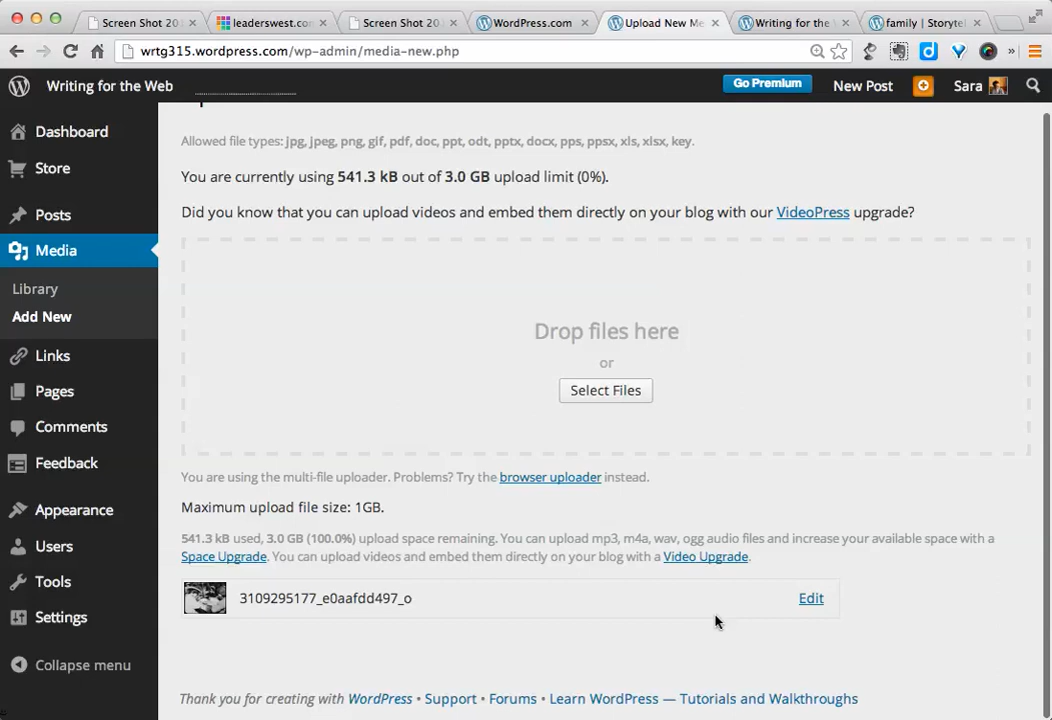 Screen Shot 20
leaderswest.co
Screen Shot 20
WordPress.com
Upload New Me
Writing for the
family | Storyte
wrtg315.wordpress.com/wp-admin/media-new.php
Writing for the Web
Go Premium
New Post
Sara
Dashboard
Store
Posts
Media
Library
Add New
Links
Pages
Comments
Feedback
Appearance
Users
Tools
Settings
Collapse menu
Allowed file types: jpg, jpeg, png, gif, pdf, doc, ppt, odt, pptx, docx, pps, ppsx, xls, xlsx, key.
You are currently using 541.3 kB out of 3.0 GB upload limit (0%).
Did you know that you can upload videos and embed them directly on your blog with our VideoPress upgrade?
Drop files here
or
Select Files
You are using the multi-file uploader. Problems? Try the browser uploader instead.
Maximum upload file size: 1GB.
541.3 kB used, 3.0 GB (100.0%) upload space remaining. You can upload mp3, m4a, wav, ogg audio files and increase your available space with a
Space Upgrade. You can upload videos and embed them directly on your blog with a Video Upgrade.
3109295177_e0aafdd497_o
Edit
Thank you for creating with WordPress • Support • Forums • Learn WordPress — Tutorials and Walkthroughs